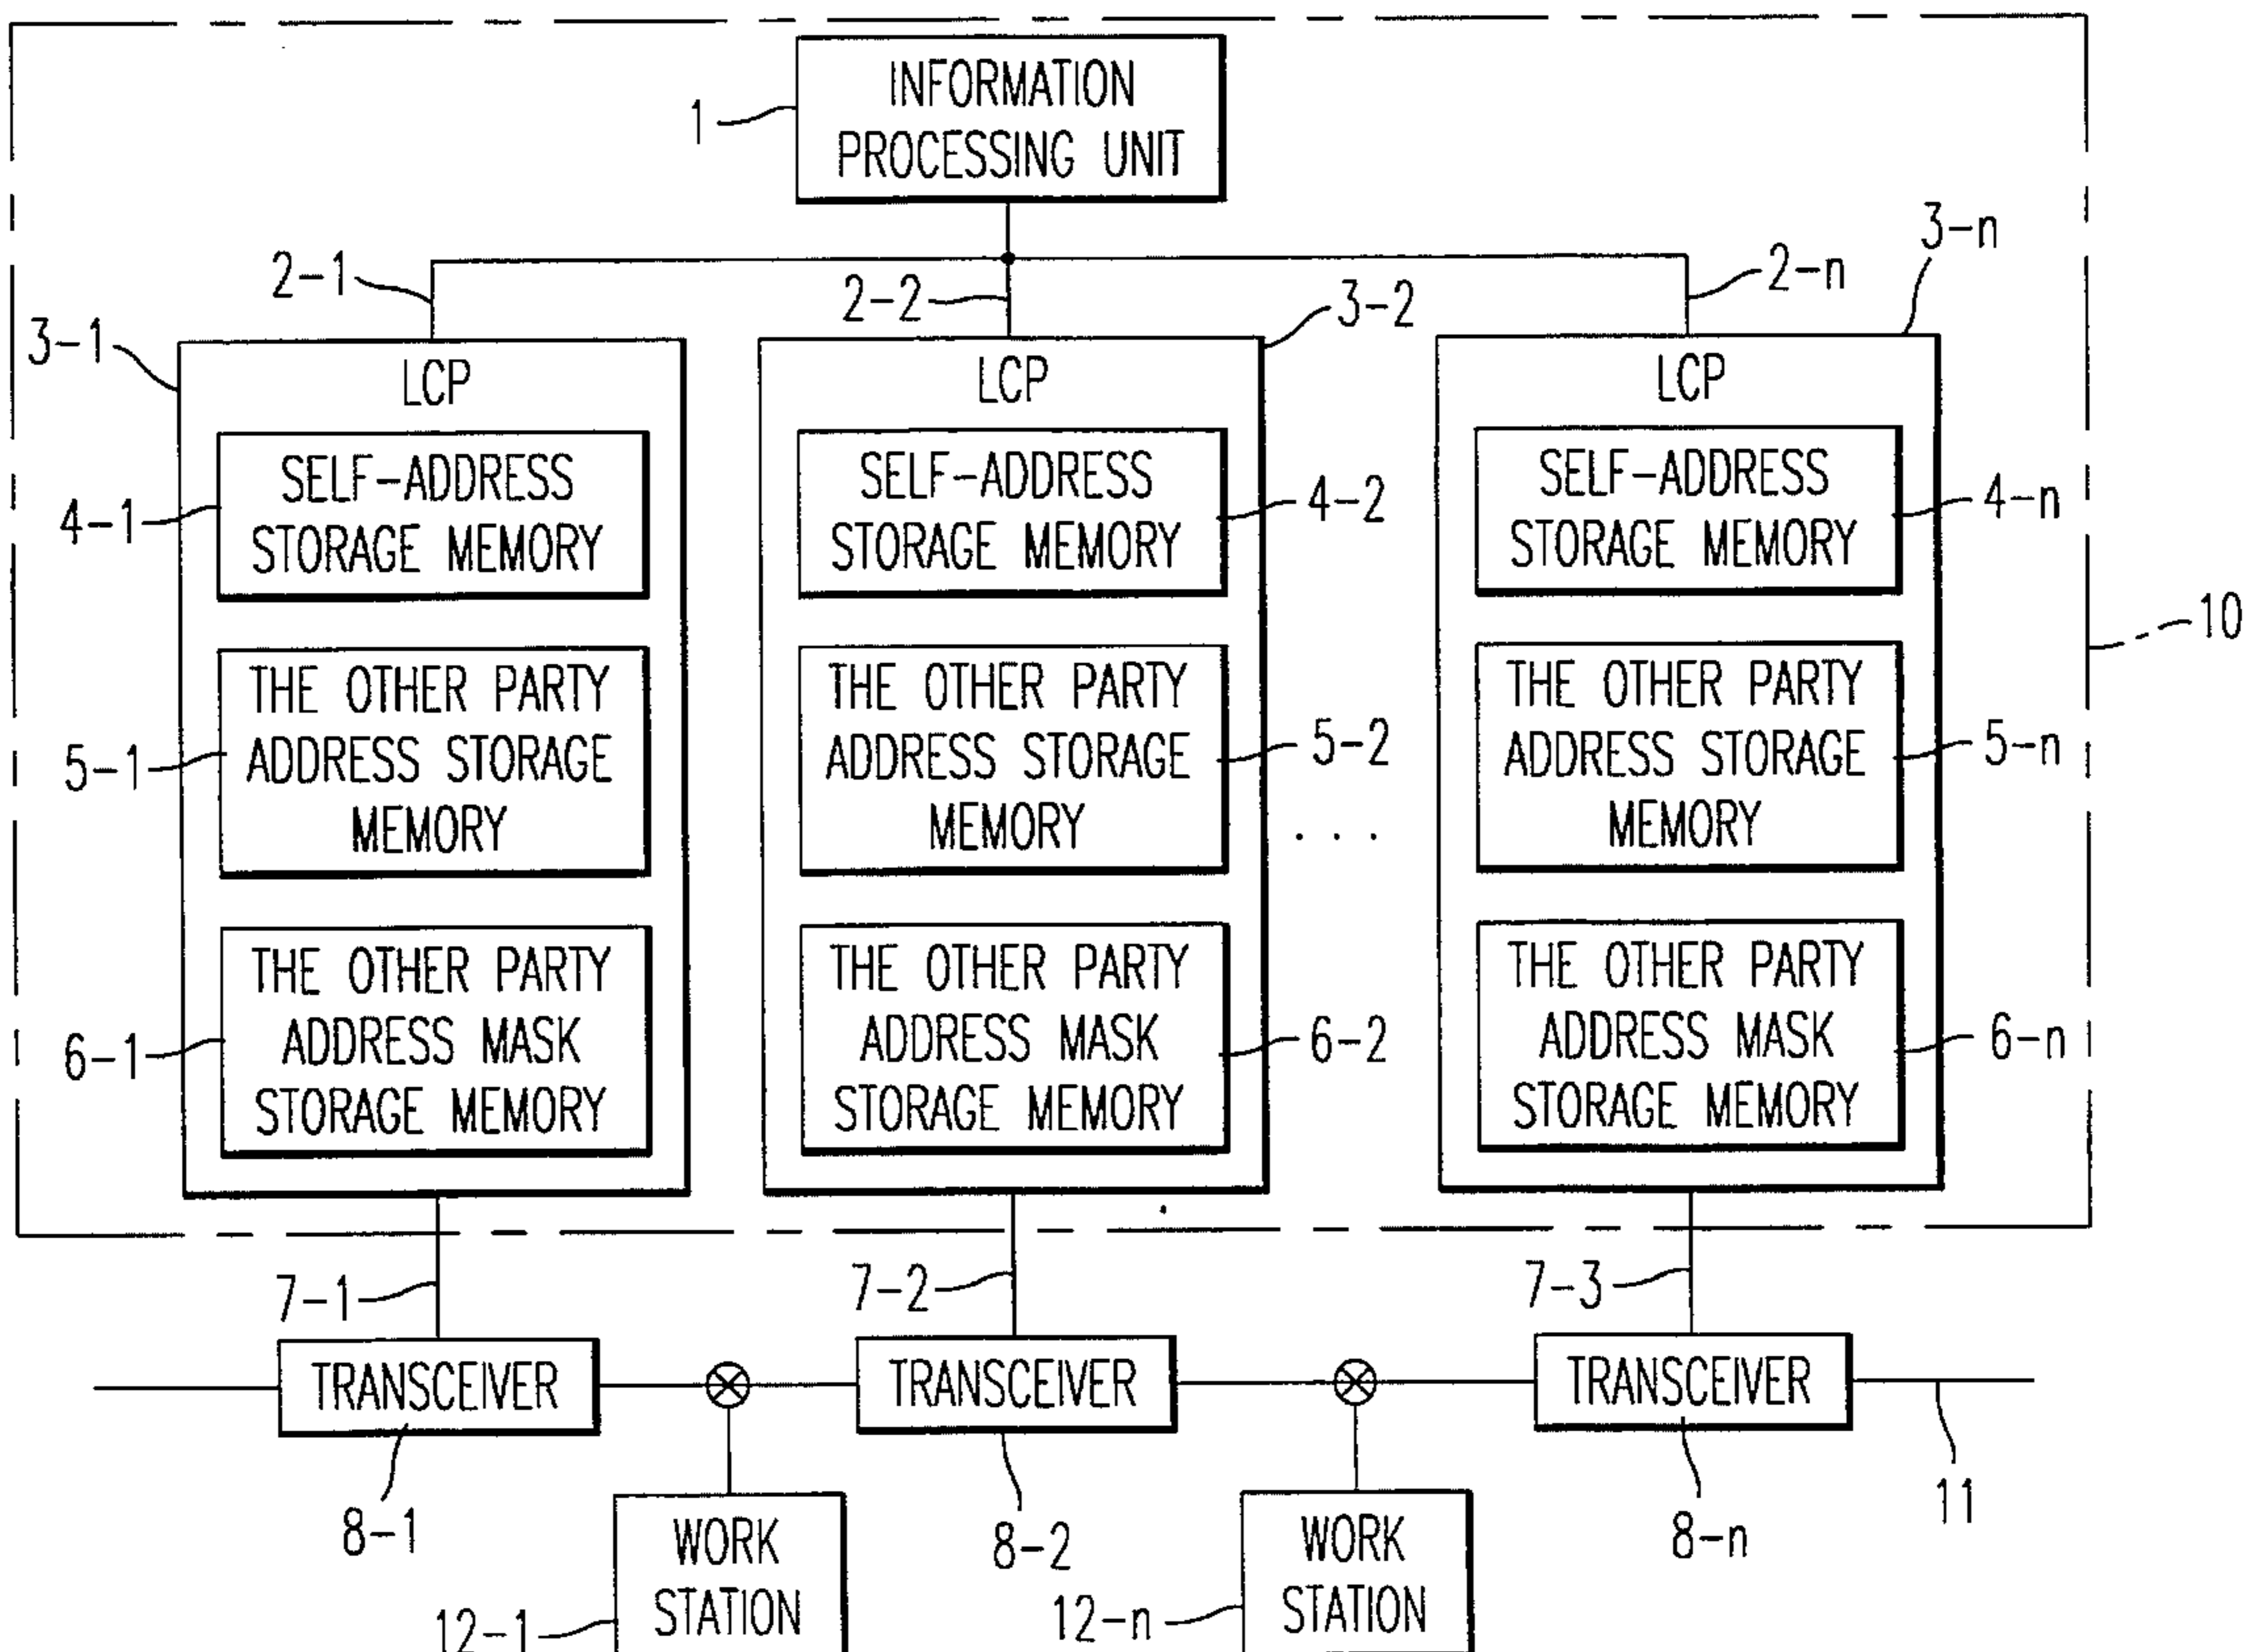 INFORMATION
PROCESSING UNIT
1
3-n
2-1
2-2
2-n
3-1
3-2
LCP
LCP
LCP
SELF-ADDRESS
STORAGE MEMORY
4-1
SELF-ADDRESS
STORAGE MEMORY
4-2
SELF-ADDRESS
STORAGE MEMORY
4-n
10
THE OTHER PARTY
ADDRESS STORAGE
MEMORY
5-1
THE OTHER PARTY
ADDRESS STORAGE
MEMORY
5-2
. . .
THE OTHER PARTY
ADDRESS STORAGE
MEMORY
5-n
THE OTHER PARTY
ADDRESS MASK
STORAGE MEMORY
6-1
THE OTHER PARTY
ADDRESS MASK
STORAGE MEMORY
6-2
THE OTHER PARTY
ADDRESS MASK
STORAGE MEMORY
6-n
7-1
7-2
7-3
TRANSCEIVER
TRANSCEIVER
TRANSCEIVER
8-1
8-2
8-n
11
WORK
STATION
12-1
WORK
STATION
12-n